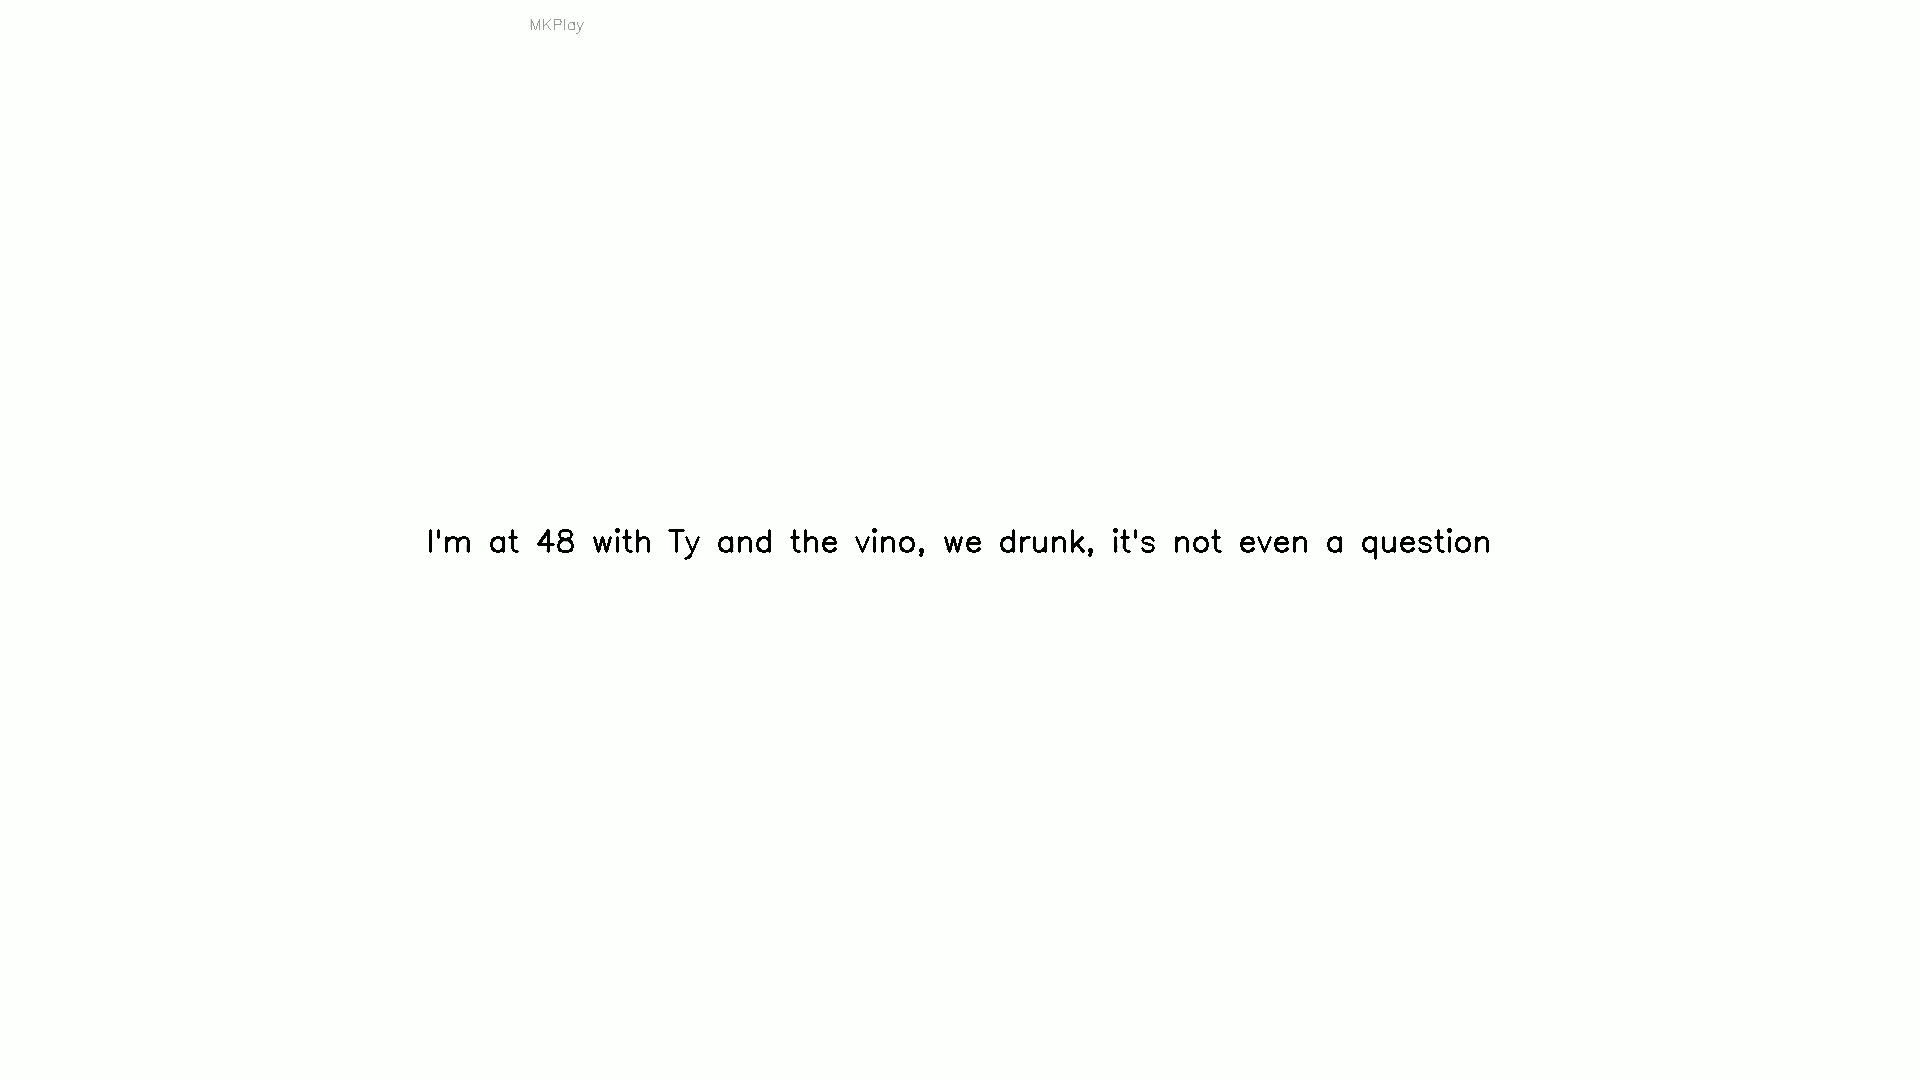 MKPlay
I'm at 48 with Ty and the vino, we drunk, it's not even a question